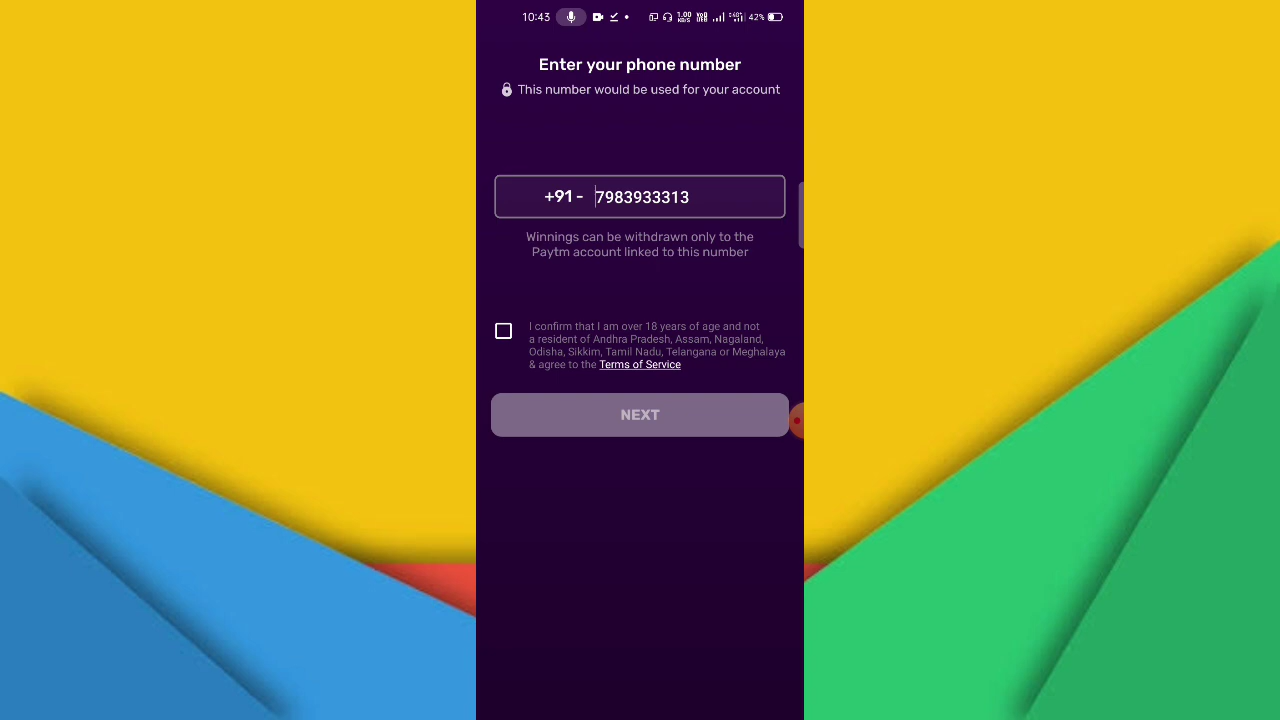 10:43 42%
Enter your phone number
This number would be used for your account
+91 - 7983933313
Winnings can be withdrawn only to the
Paytm account linked to this number
I confirm that I am over 18 years of age and not
a resident of Andhra Pradesh, Assam, Nagaland,
Odisha, Sikkim, Tamil Nadu, Telangana or Meghalaya
& agree to the Terms of Service
NEXT